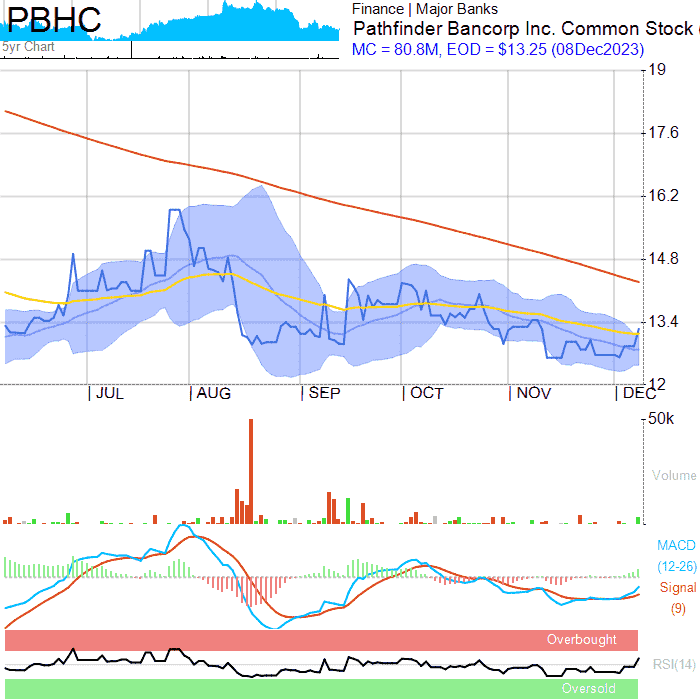 PBHC
5yr Chart
Finance | Major Banks
Pathfinder Bancorp Inc. Common Stock (
MC = 80.8M, EOD = $13.25 (08Dec2023)
19
17.6
16.2
14.8
13.4
12
JUL
AUG
SEP
OCT
NOV
DEC
50k
Volume
MACD
(12-26)
Signal
(9)
Overbought
RSI(14)
Oversold